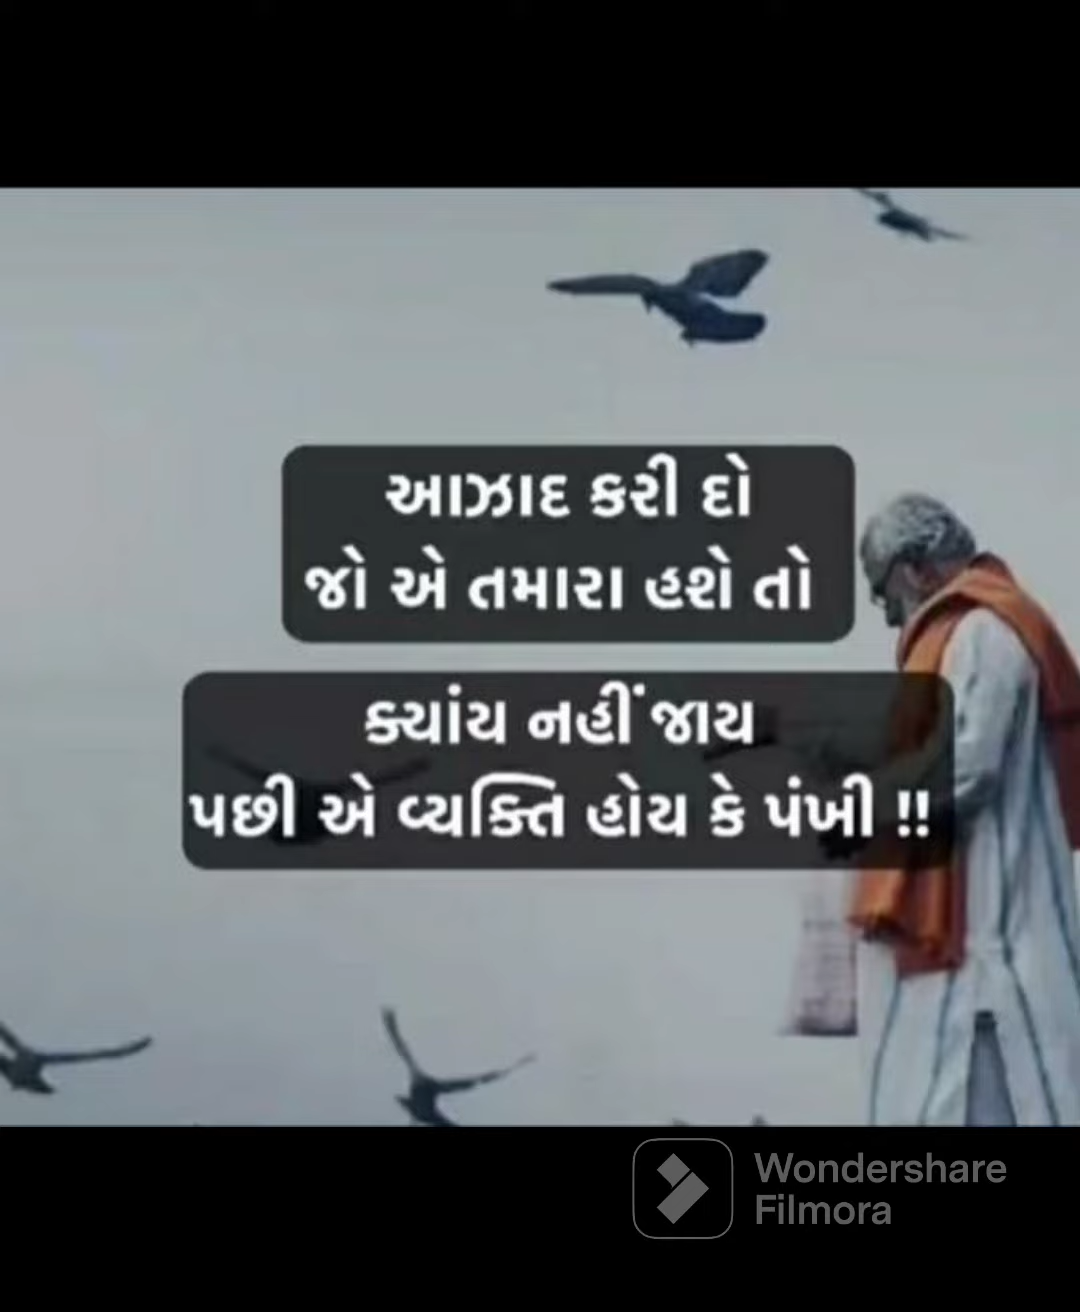 આઝાદ કરી દો
જો એ તમારા હશે તો
ક્યાંય નહીં જાય
પછી એ વ્યક્તિ હોય કે પંખી !!
Wondershare
Filmora